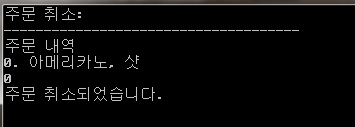 주문 취소:
-------------------------------------
주문 내역
0. 아메리카노, 샷
0
주문 취소되었습니다.